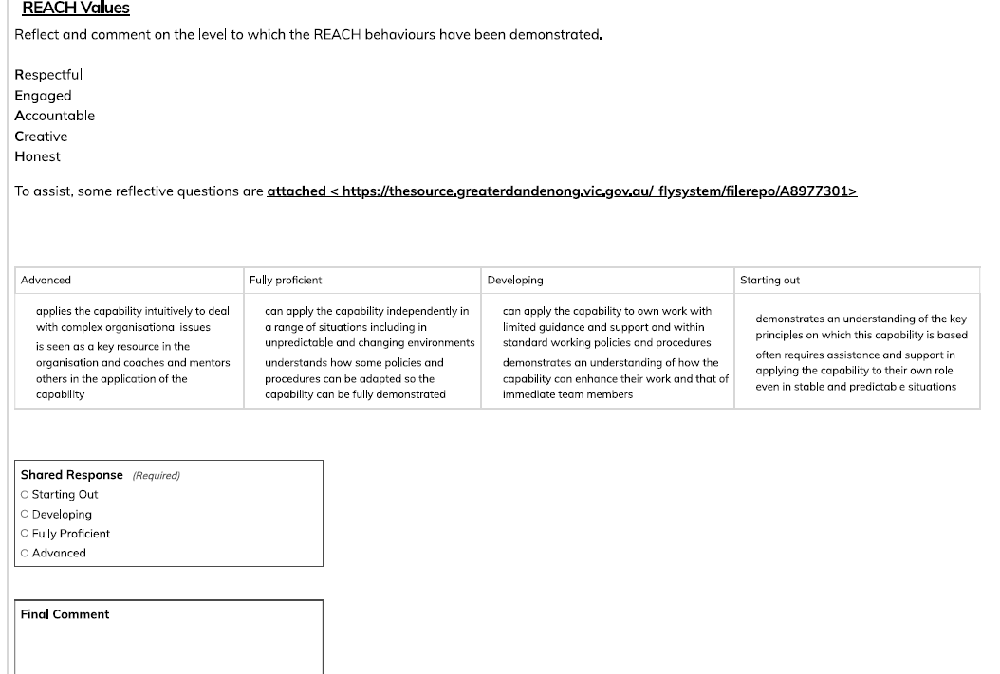 REACH Values
Reflect and comment on the level to which the REACH behaviours have been demonstrated.
Respectful
Engaged
Accountable
Creative
Honest
To assist, some reflective questions are attached < https://thesource.greaterdandenong.vic.gov.au/ flysystem/filerepo/A8977301>
Advanced
applies the capability intuitively to deal
with complex organisational issues
is seen as a key resource in the
organisation and coaches and mentors
others in the application of the
capability
Fully proficient
can apply the capability independently in
a range of situations including in
unpredictable and changing environments
understands how some policies and
procedures can be adapted so the
capability can be fully demonstrated
Developing
can apply the capability to own work with
limited guidance and support and within
standard working policies and procedures
demonstrates an understanding of how the
capability can enhance their work and that of
immediate team members
Starting out
demonstrates an understanding of the key
principles on which this capability is based
often requires assistance and support in
applying the capability to their own role
even in stable and predictable situations
Shared Response (Required)
Starting Out
Developing
Fully Proficient
Advanced
Final Comment